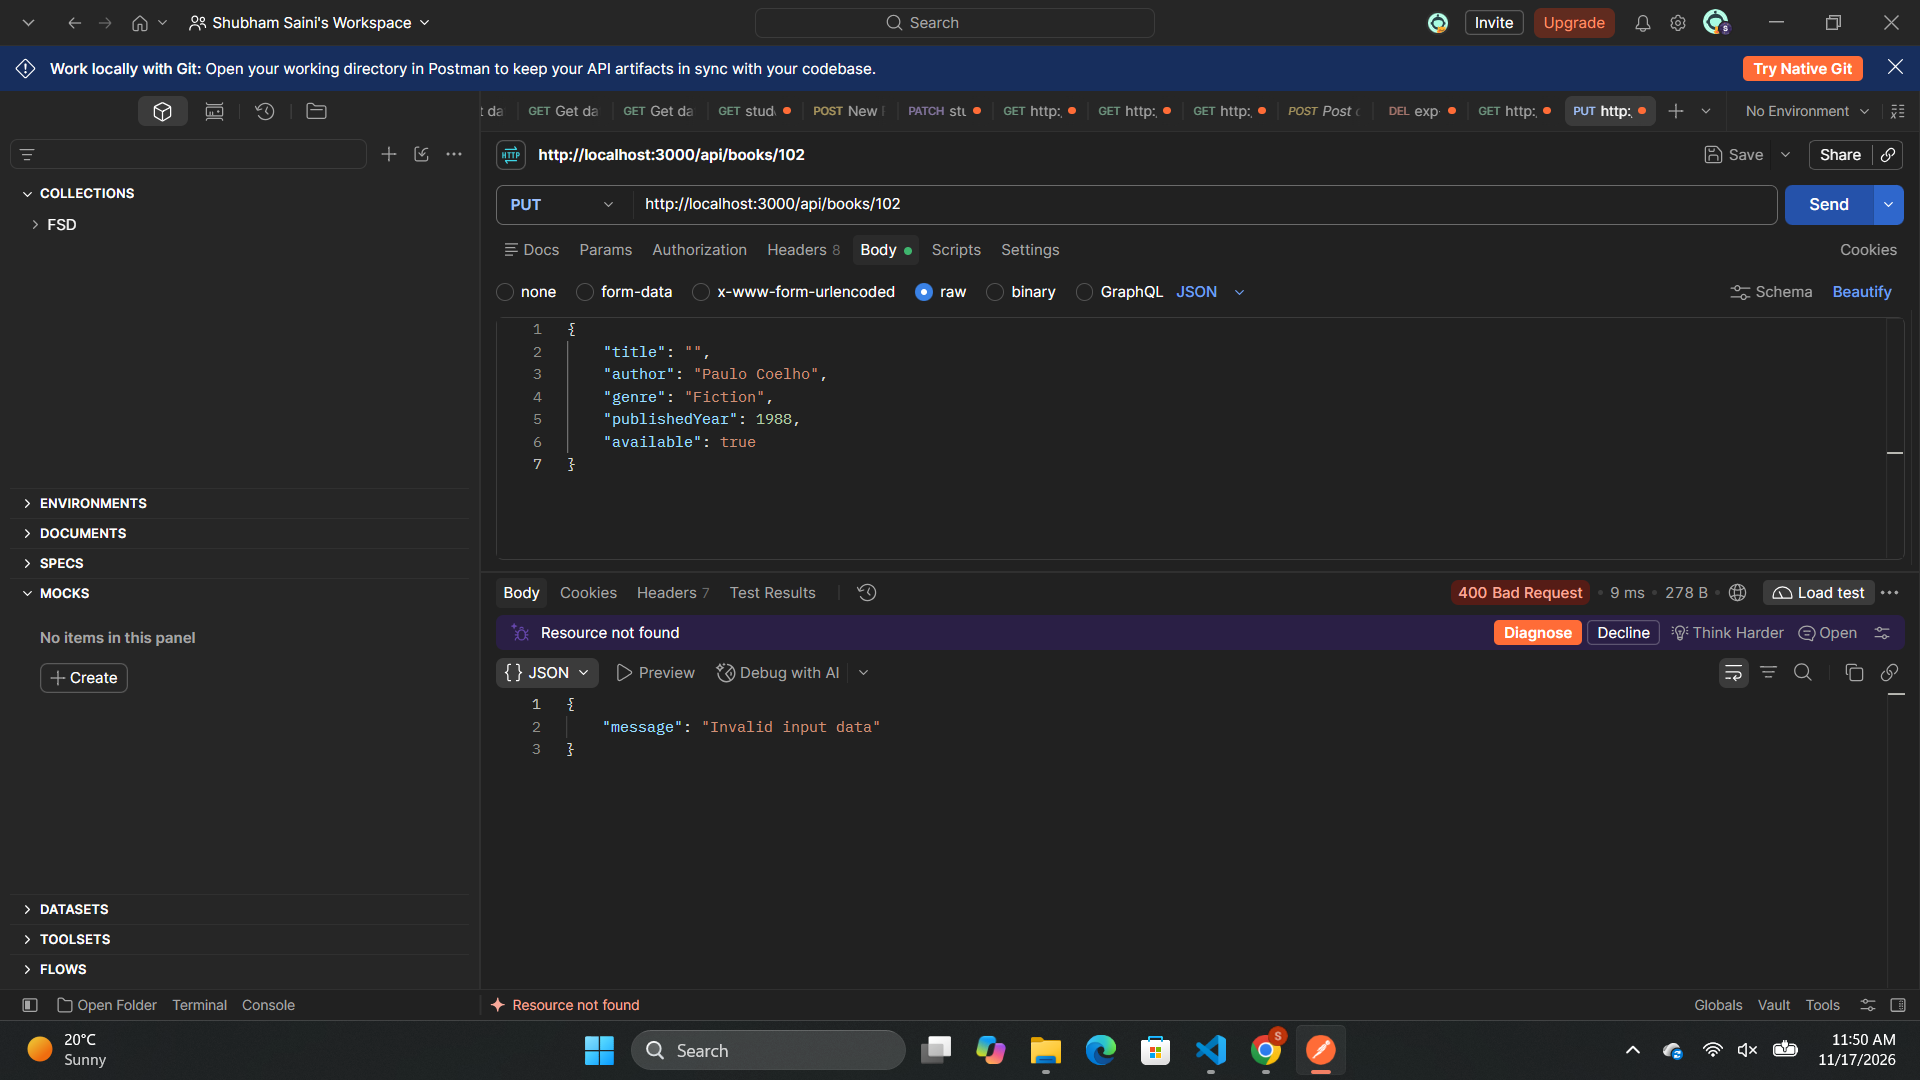 Shubham Saini's Workspace
Search
Invite
Upgrade
Work locally with Git: Open your working directory in Postman to keep your API artifacts in sync with your codebase.
Try Native Git
GET Get da
GET Get da
GET stud
POST New
PATCH stu
GET http:
GET http:
GET http:
POST Post
DEL exp
GET http:
PUT http:
No Environment
HTTP
http://localhost:3000/api/books/102
Save
Share
COLLECTIONS
FSD
PUT
http://localhost:3000/api/books/102
Send
Docs Params Authorization Headers 8 Body Scripts Settings
Cookies
none form-data x-www-form-urlencoded raw binary GraphQL JSON
Schema Beautify
1 {
2 "title": "",
3 "author": "Paulo Coelho",
4 "genre": "Fiction",
5 "publishedYear": 1988,
6 "available": true
7 }
ENVIRONMENTS
DOCUMENTS
SPECS
MOCKS
No items in this panel
Create
DATASETS
TOOLSETS
FLOWS
Body Cookies Headers 7 Test Results
400 Bad Request 9 ms 278 B Load test
Resource not found
Diagnose Decline Think Harder Open
{} JSON Preview Debug with AI
1 {
2 "message": "Invalid input data"
3 }
Open Folder Terminal Console
Resource not found
Globals Vault Tools
20°C
Sunny
Search
S
11:50 AM
11/17/2026